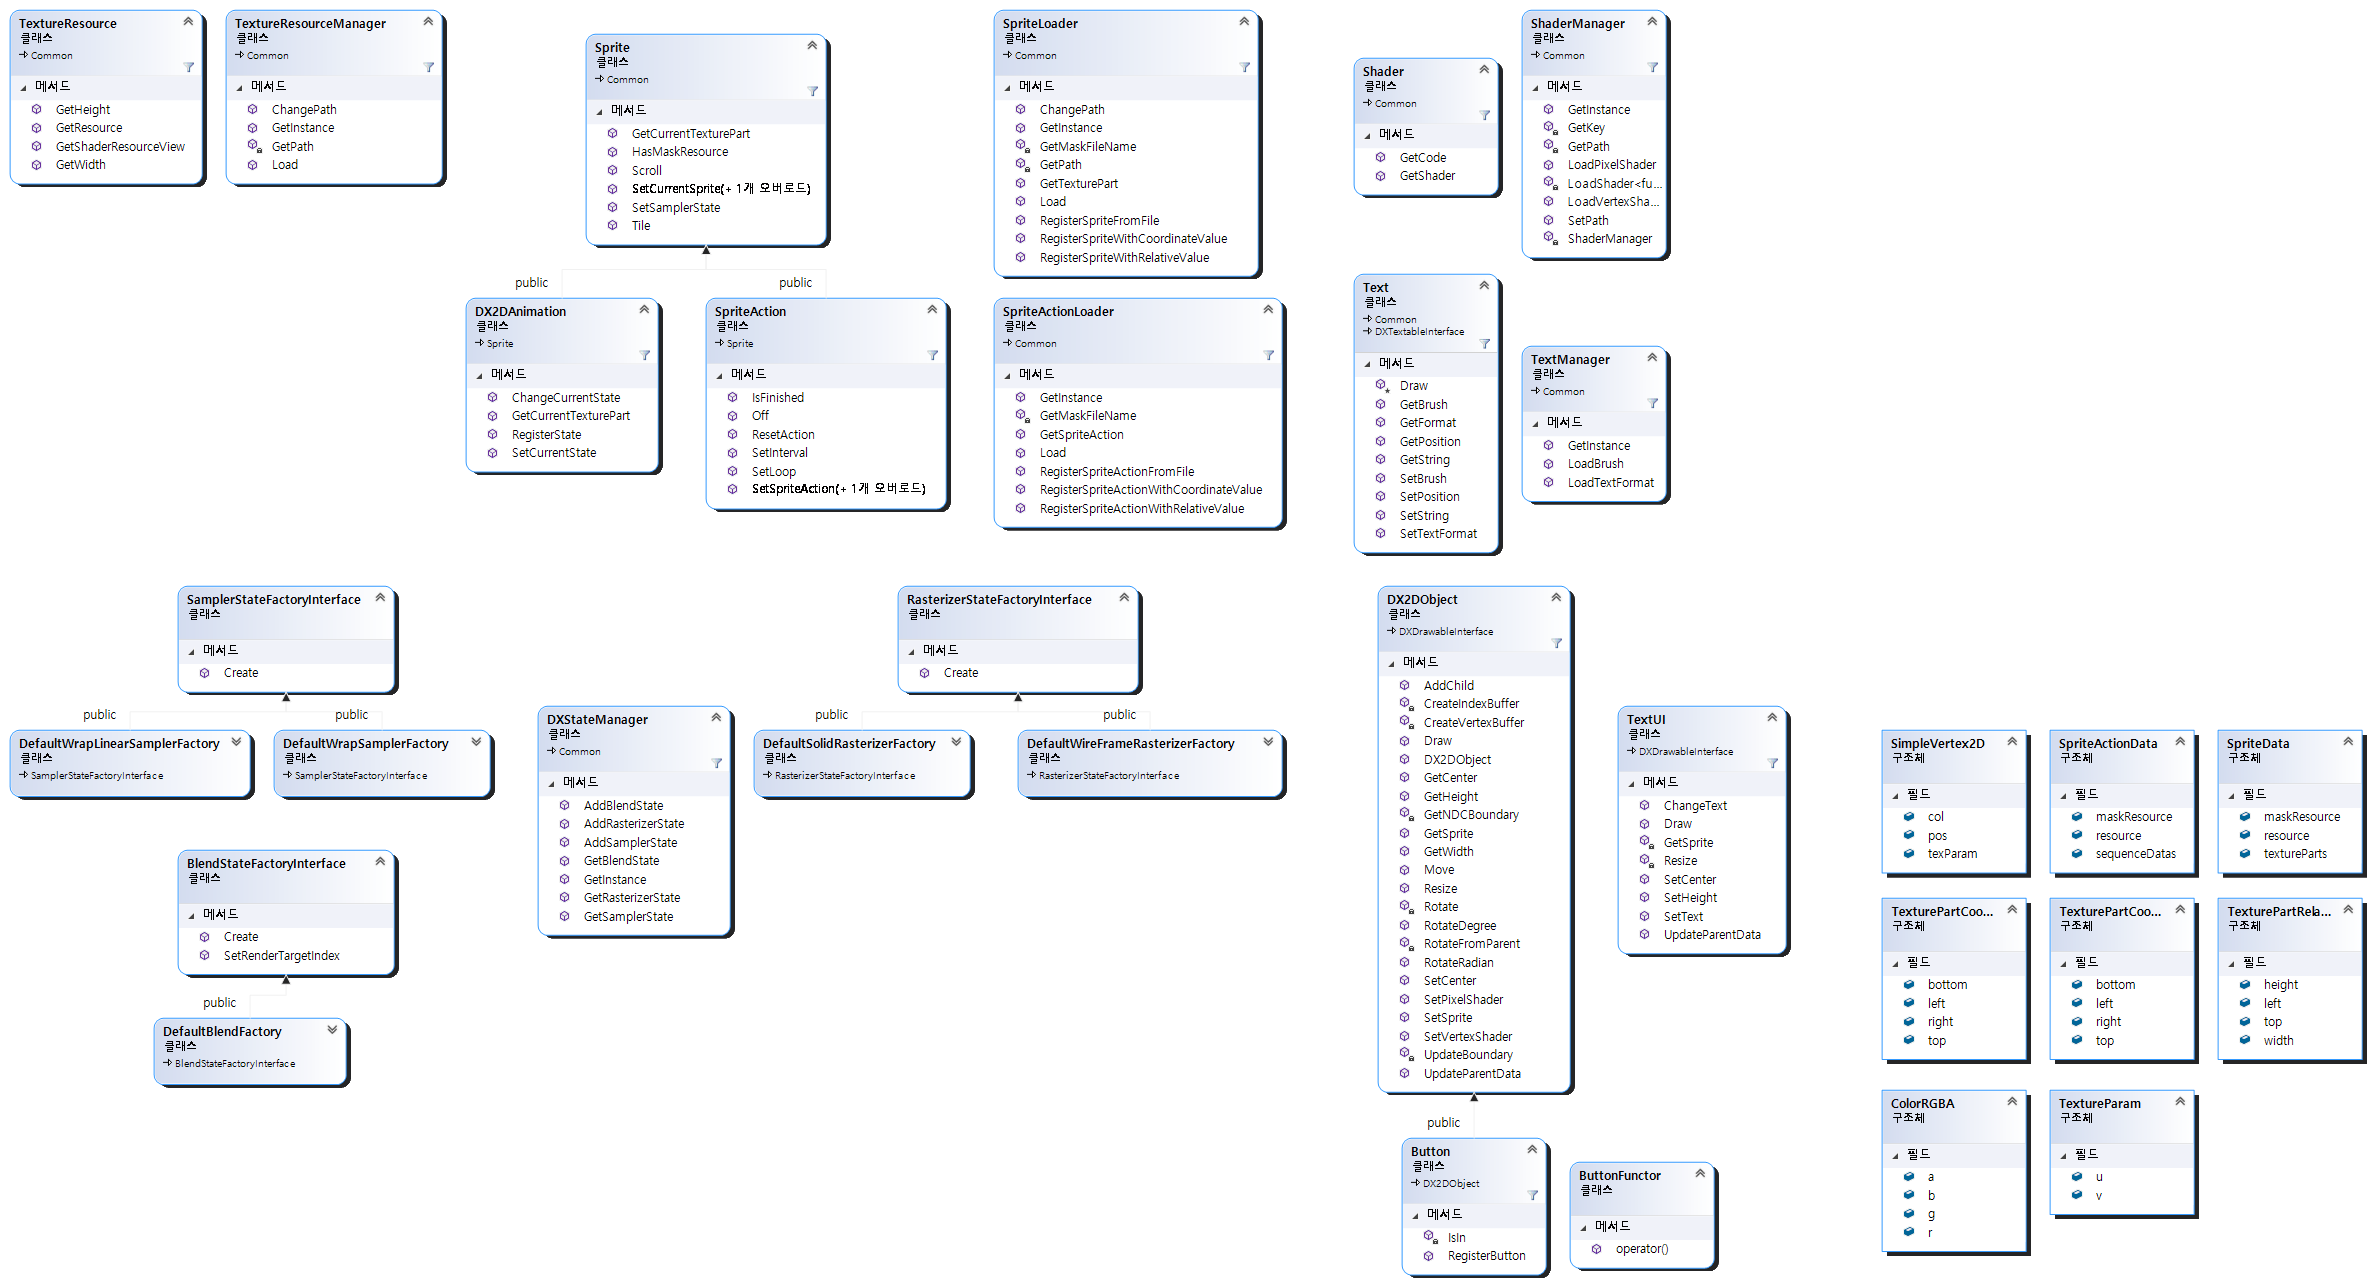 TextureResource
클래스
Common
메서드
GetHeight
GetResource
GetShaderResourceView
GetWidth
TextureResourceManager
클래스
Common
메서드
ChangePath
GetInstance
GetPath
Load
Sprite
클래스
Common
메서드
GetCurrentTexturePart
HasMaskResource
Scroll
SetCurrentSprite(+ 1개 오버로드)
SetSamplerState
Tile
public
public
DX2DAnimation
클래스
Sprite
메서드
ChangeCurrentState
GetCurrentTexturePart
RegisterState
SetCurrentState
SpriteAction
클래스
Sprite
메서드
IsFinished
Off
ResetAction
SetInterval
SetLoop
SetSpriteAction(+ 1개 오버로드)
SpriteLoader
클래스
Common
메서드
ChangePath
GetInstance
GetMaskFileName
GetPath
GetTexturePart
Load
RegisterSpriteFromFile
RegisterSpriteWithCoordinateValue
RegisterSpriteWithRelativeValue
SpriteActionLoader
클래스
Common
메서드
GetInstance
GetMaskFileName
GetSpriteAction
Load
RegisterSpriteActionFromFile
RegisterSpriteActionWithCoordinateValue
RegisterSpriteActionWithRelativeValue
Shader
클래스
Common
메서드
GetCode
GetShader
ShaderManager
클래스
Common
메서드
GetInstance
GetKey
GetPath
LoadPixelShader
LoadShader<fu...
LoadVertexSha...
SetPath
ShaderManager
Text
클래스
Common
DXTextableInterface
메서드
Draw
GetBrush
GetFormat
GetPosition
GetString
SetBrush
SetPosition
SetString
SetTextFormat
TextManager
클래스
Common
메서드
GetInstance
LoadBrush
LoadTextFormat
SamplerStateFactoryInterface
클래스
메서드
Create
public
public
DefaultWrapLinearSamplerFactory
클래스
SamplerStateFactoryInterface
DefaultWrapSamplerFactory
클래스
SamplerStateFactoryInterface
BlendStateFactoryInterface
클래스
메서드
Create
SetRenderTargetIndex
public
DefaultBlendFactory
클래스
BlendStateFactoryInterface
DXStateManager
클래스
Common
메서드
AddBlendState
AddRasterizerState
AddSamplerState
GetBlendState
GetInstance
GetRasterizerState
GetSamplerState
RasterizerStateFactoryInterface
클래스
메서드
Create
public
public
DefaultSolidRasterizerFactory
클래스
RasterizerStateFactoryInterface
DefaultWireFrameRasterizerFactory
클래스
RasterizerStateFactoryInterface
DX2DObject
클래스
DXDrawableInterface
메서드
AddChild
CreateIndexBuffer
CreateVertexBuffer
Draw
DX2DObject
GetCenter
GetHeight
GetNDCBoundary
GetSprite
GetWidth
Move
Resize
Rotate
RotateDegree
RotateFromParent
RotateRadian
SetCenter
SetPixelShader
SetSprite
SetVertexShader
UpdateBoundary
UpdateParentData
public
Button
클래스
DX2DObject
메서드
IsIn
RegisterButton
ButtonFunctor
클래스
메서드
operator()
TextUI
클래스
DXDrawableInterface
메서드
ChangeText
Draw
GetSprite
Resize
SetCenter
SetHeight
SetText
UpdateParentData
SimpleVertex2D
구조체
필드
col
pos
texParam
SpriteActionData
구조체
필드
maskResource
resource
sequenceDatas
SpriteData
구조체
필드
maskResource
resource
textureParts
TexturePartCoo...
구조체
필드
bottom
left
right
top
TexturePartCoo...
구조체
필드
bottom
left
right
top
TexturePartRela...
구조체
필드
height
left
top
width
ColorRGBA
구조체
필드
a
b
g
r
TextureParam
구조체
필드
u
v